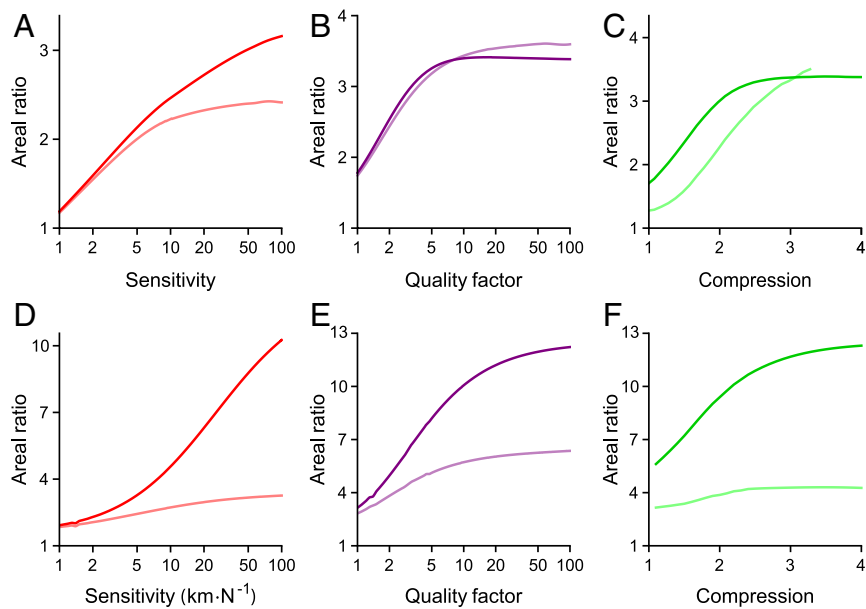 A
Areal ratio
3
2
1
1 2 5 10 20 50 100
Sensitivity
B
Areal ratio
4
3
2
1
1 2 5 10 20 50 100
Quality factor
C
Areal ratio
4
3
2
1
1 2 3 4
Compression
D
Areal ratio
10
7
4
1
1 2 5 10 20 50 100
Sensitivity (km·N⁻¹)
E
Areal ratio
13
10
7
4
1
1 2 5 10 20 50 100
Quality factor
F
Areal ratio
13
10
7
4
1
1 2 3 4
Compression